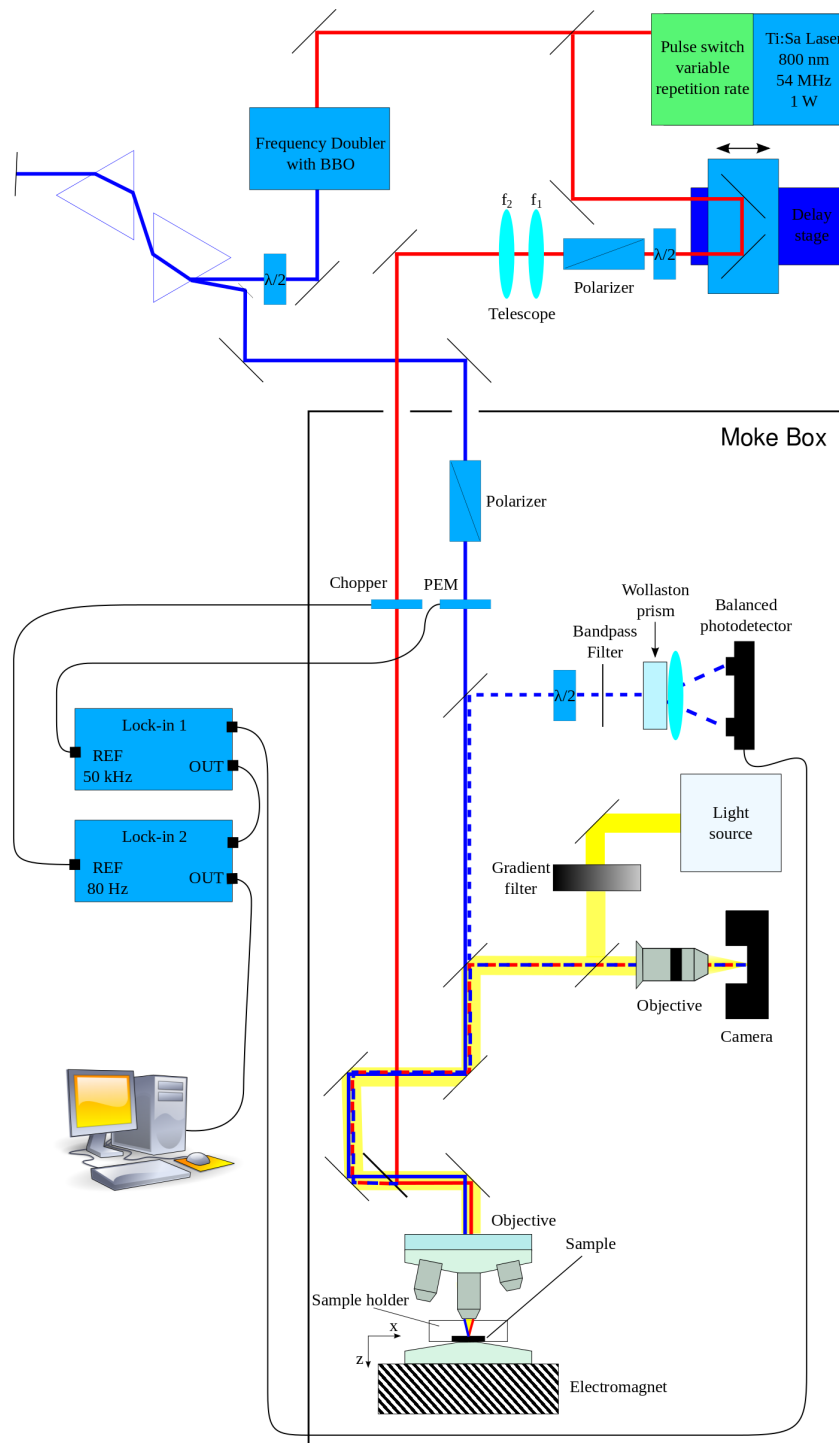 Pulse switch
variable
repetition rate
Ti:Sa Laser
800 nm
54 MHz
1 W
Frequency Doubler
with BBO
f2
f1
Delay
stage
λ/2
λ/2
Polarizer
Telescope
Moke Box
Polarizer
Chopper
PEM
Wollaston
prism
Balanced
photodetector
Bandpass
Filter
λ/2
Lock-in 1
REF
50 kHz
OUT
Lock-in 2
REF
80 Hz
OUT
Light
source
Gradient
filter
Objective
Camera
Objective
Sample
Sample holder
x
z
Electromagnet